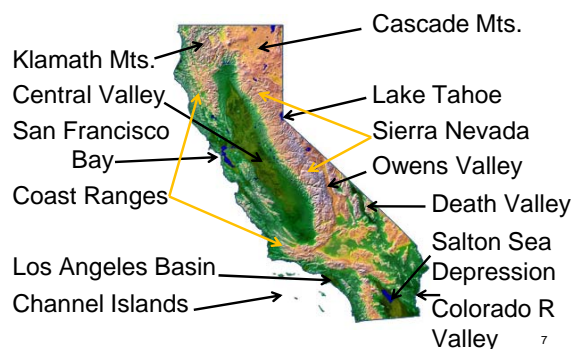 Cascade Mts.
Klamath Mts.
Central Valley
Lake Tahoe
San Francisco
Bay
Sierra Nevada
Owens Valley
Coast Ranges
Death Valley
Salton Sea
Depression
Los Angeles Basin
Channel Islands
Colorado R
Valley
7